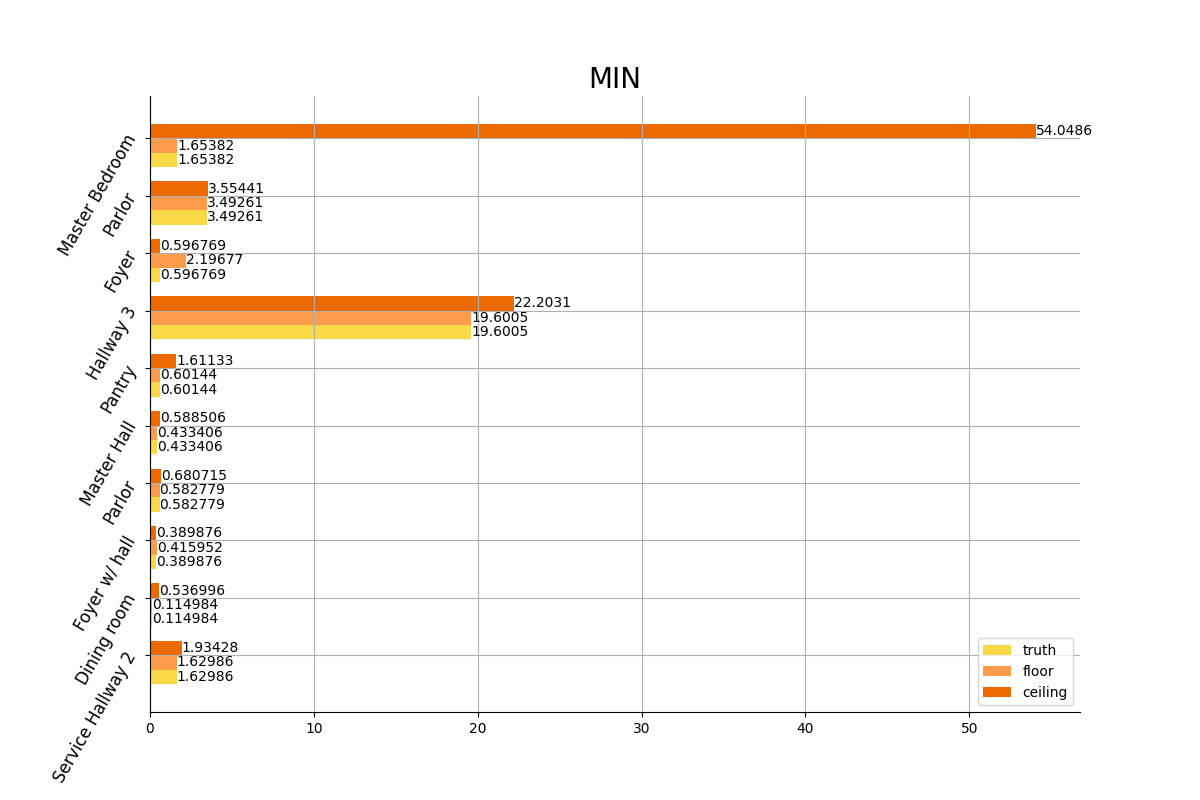 MIN
Master Bedroom
54.0486
1.65382
1.65382
Parlor
3.55441
3.49261
3.49261
Foyer
0.596769
2.19677
0.596769
Hallway 3
22.2031
19.6005
19.6005
Pantry
1.61133
0.60144
0.60144
Master Hall
0.588506
0.433406
0.433406
Parlor
0.680715
0.582779
0.582779
Foyer w/ hall
0.389876
0.415952
0.389876
Dining room
0.536996
0.114984
0.114984
Service Hallway 2
1.93428
1.62986
1.62986
truth
floor
ceiling
0 10 20 30 40 50